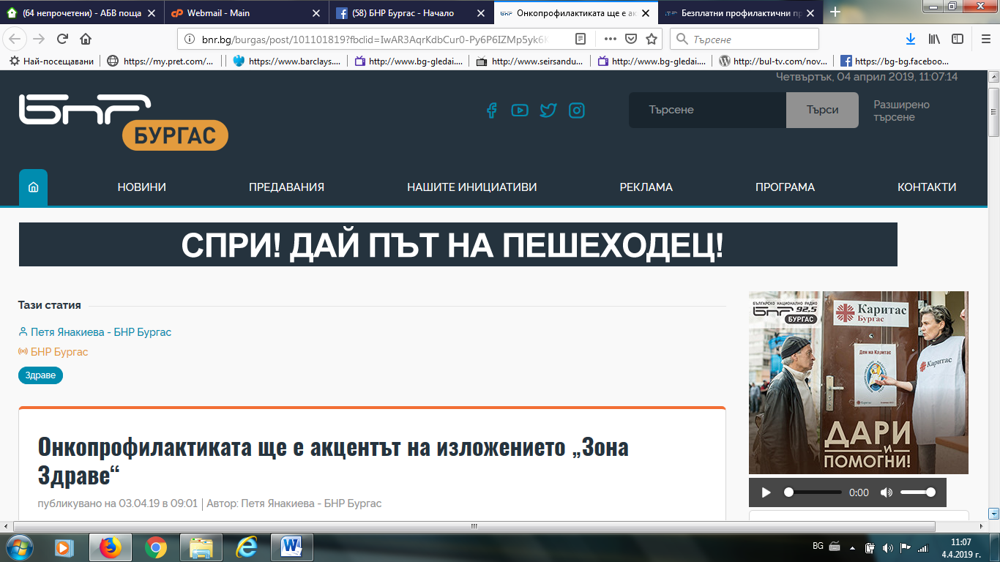 (64 непрочетени) - АБВ поща
Webmail - Main
(58) БНР Бургас - Начало
Онкопрофилактиката ще е ак
Безплатни профилактични пр
bnr.bg/burgas/post/101101819?fbclid=IwAR3AqrKdbCur0-Py6P6IZMp5yk6K
Търсене
Най-посещавани
https://my.pret.com/...
https://www.barclays....
http://www.bg-gledai....
http://www.seirsandu...
http://www.bg-gledai....
http://bul-tv.com/nov...
https://bg-bg.faceboo...
Четвъртък, 04 април 2019, 11:07:14
БНР
БУРГАС
Търсене
Търси
Разширено
търсене
НОВИНИ
ПРЕДАВАНИЯ
НАШИТЕ ИНИЦИАТИВИ
РЕКЛАМА
ПРОГРАМА
КОНТАКТИ
СПРИ! ДАЙ ПЪТ НА ПЕШЕХОДЕЦ!
Тази статия
Петя Янакиева - БНР Бургас
БНР Бургас
Здраве
Онкопрофилактиката ще е акцентът на изложението „Зона
Здраве“
публикувано на 03.04.19 в 09:01 | Автор: Петя Янакиева - БНР Бургас
БЪЛГАРСКО НАЦИОНАЛНО РАДИО
БНР 92.5
БУРГАС
Каритас
Бургас
Ден на Каритас
Каритас
Каритас
ДАРИ
И
ПОМОГНИ!
0:00
BG
11:07
4.4.2019 г.